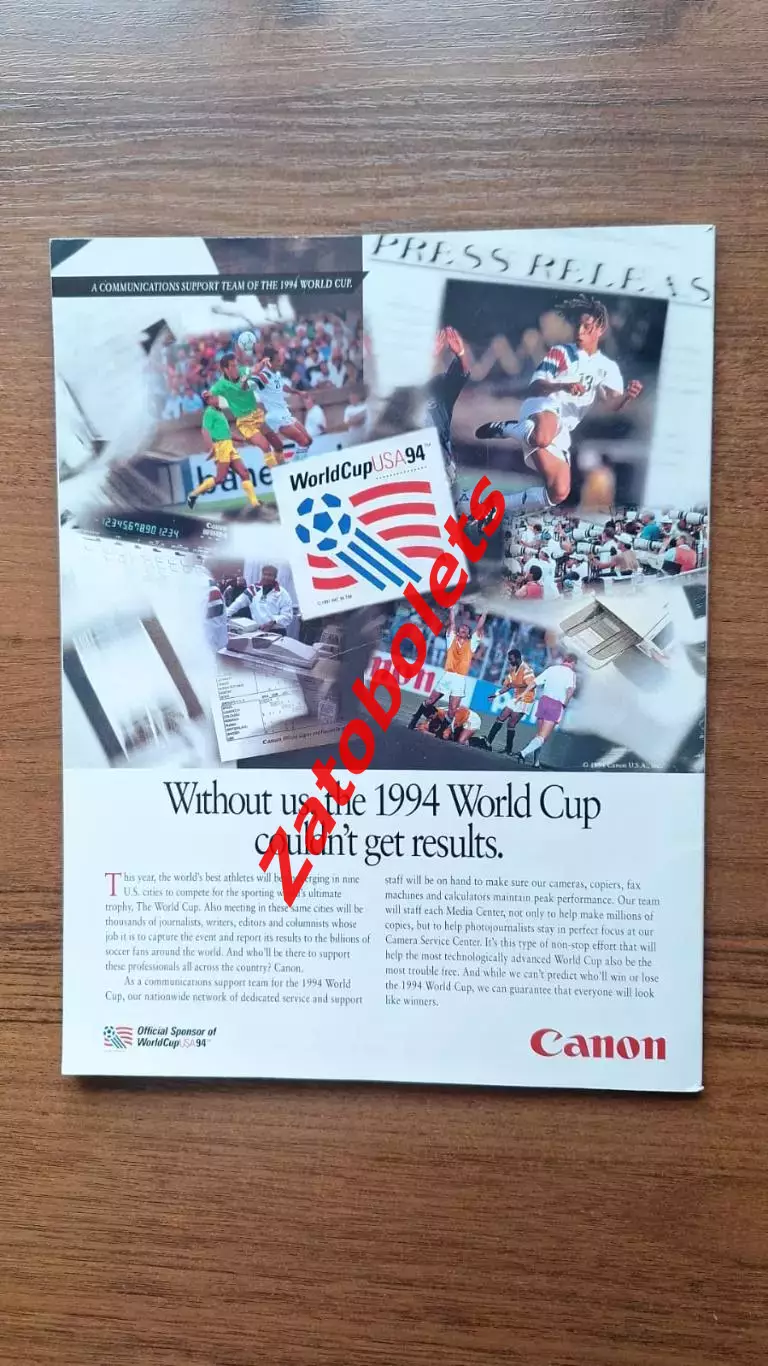 PRESS RELEAS
A COMMUNICATIONS SUPPORT TEAM OF THE 1994 WORLD CUP.
bane
13
WorldCupUSA94™
12345678901234
Canon
Canon
© 1994 Canon U.S.A., Inc.
Without us, the 1994 World Cup
couldn't get results.
This year, the world's best athletes will be converging in nine
U.S. cities to compete for the sporting world's ultimate
trophy, The World Cup. Also meeting in these same cities will be
thousands of journalists, writers, editors and columnists whose
job it is to capture the event and report its results to the billions of
soccer fans around the world. And who'll be there to support
these professionals all across the country? Canon.
As a communications support team for the 1994 World
Cup, our nationwide network of dedicated service and support
staff will be on hand to make sure our cameras, copiers, fax
machines and calculators maintain peak performance. Our team
will staff each Media Center, not only to help make millions of
copies, but to help photojournalists stay in perfect focus at our
Camera Service Center. It's this type of non-stop effort that will
help the most technologically advanced World Cup also be the
most trouble free. And while we can't predict who'll win or lose
the 1994 World Cup, we can guarantee that everyone will look
like winners.
Official Sponsor of
WorldCupUSA94™
Canon
Zatobolets